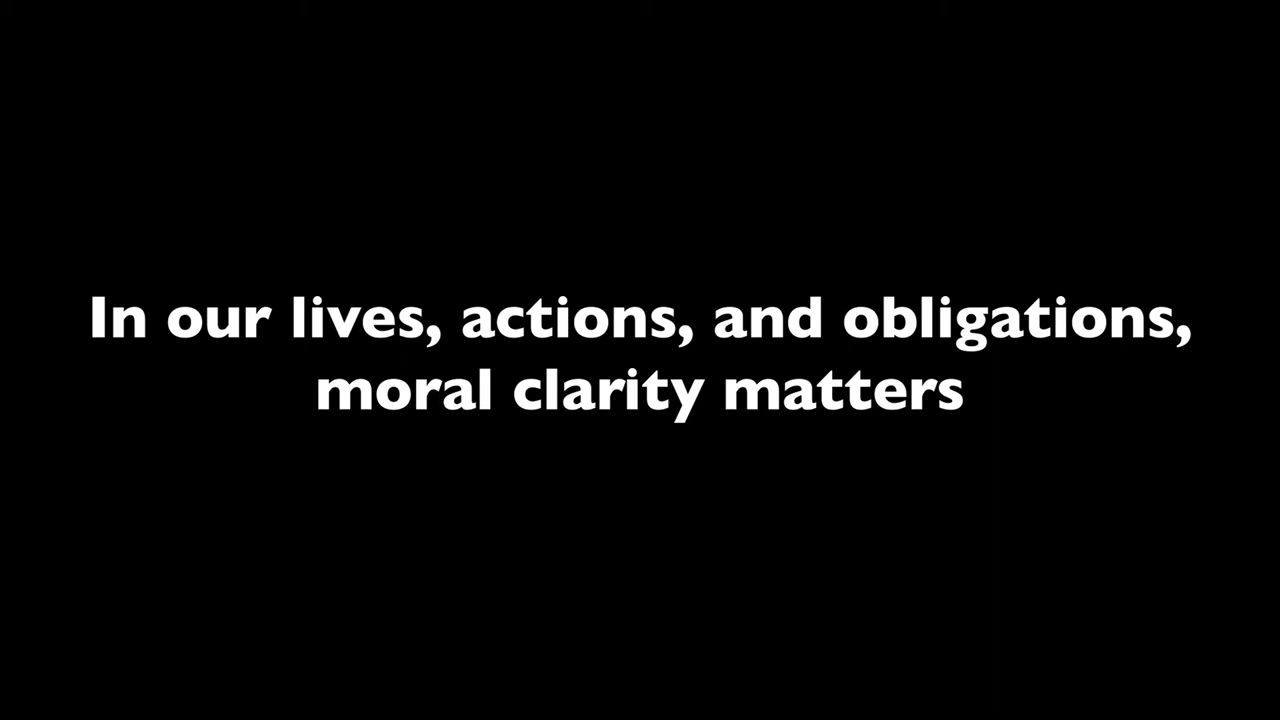 In our lives, actions, and obligations,
moral clarity matters